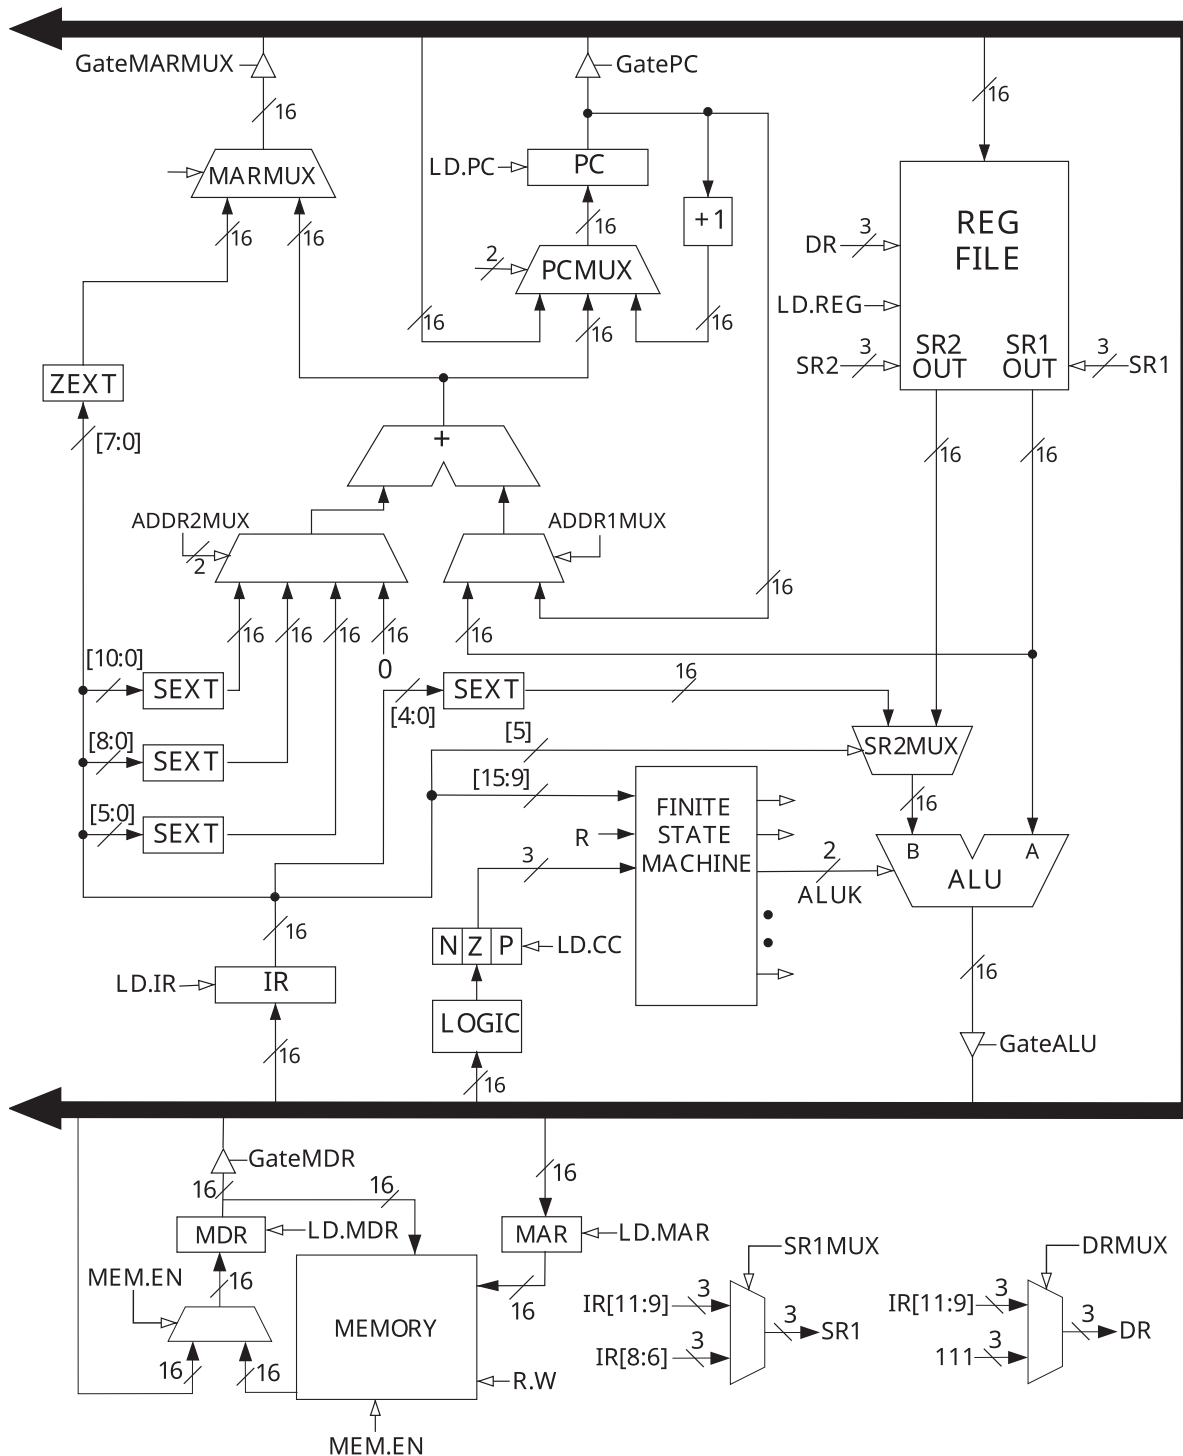 GateMARMUX
GatePC
16
16
MARMUX
LD.PC
PC
16
16
16
+1
2
PCMUX
16
16
16
REG
FILE
DR
3
LD.REG
SR2
3
SR2
OUT
SR1
OUT
3
SR1
ZEXT
[7:0]
+
16
16
ADDR2MUX
2
ADDR1MUX
16
16
16
16
16
16
0
[10:0]
SEXT
[8:0]
SEXT
[5:0]
SEXT
[4:0]
SEXT
16
[5]
SR2MUX
[15:9]
16
FINITE
STATE
MACHINE
R
3
2
ALUK
B
A
ALU
16
N Z P
LD.CC
LOGIC
16
16
LD.IR
IR
16
GateALU
GateMDR
16
16
MDR
LD.MDR
16
MAR
LD.MAR
16
MEM.EN
16
16
16
MEMORY
R.W
MEM.EN
SR1MUX
IR[11:9]
3
IR[8:6]
3
3
SR1
DRMUX
IR[11:9]
3
111
3
3
DR